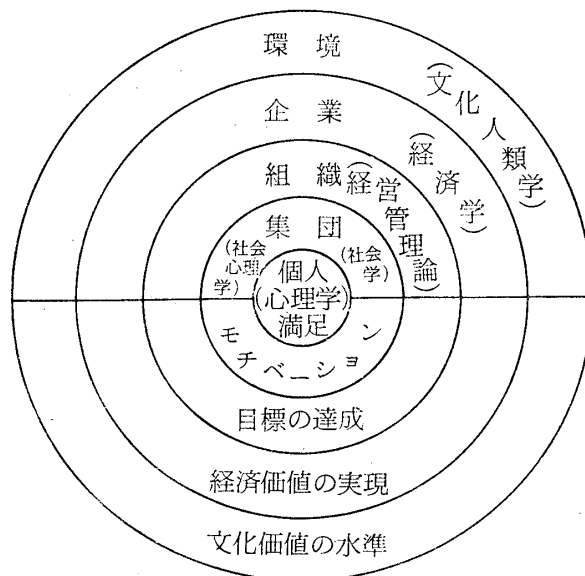 環境
(文化人類学)
企業
(経済学)
組織
(経営管理論)
集団
(社会心理学)
(社会学)
個人
(心理学)
満足
モチベーション
目標の達成
経済価値の実現
文化価値の水準